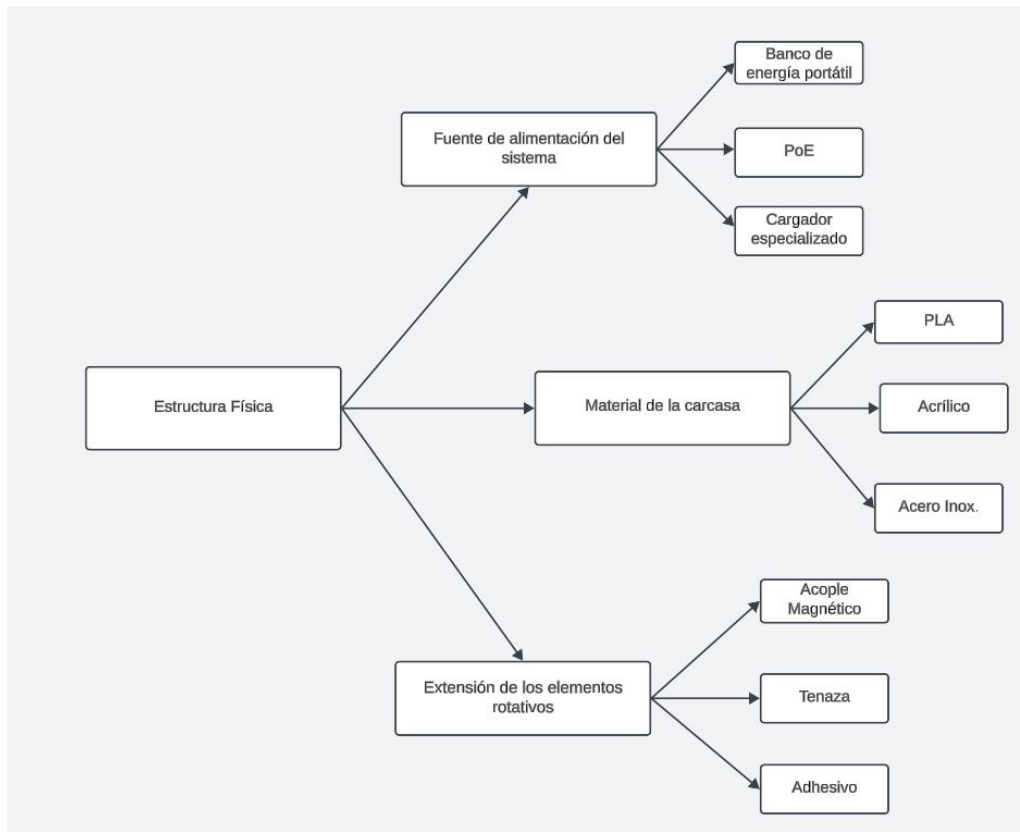 Banco de
energía portátil
Fuente de alimentación del
sistema
PoE
Cargador
especializado
PLA
Estructura Física
Material de la carcasa
Acrílico
Acero Inox.
Acople
Magnético
Extensión de los elementos
rotativos
Tenaza
Adhesivo